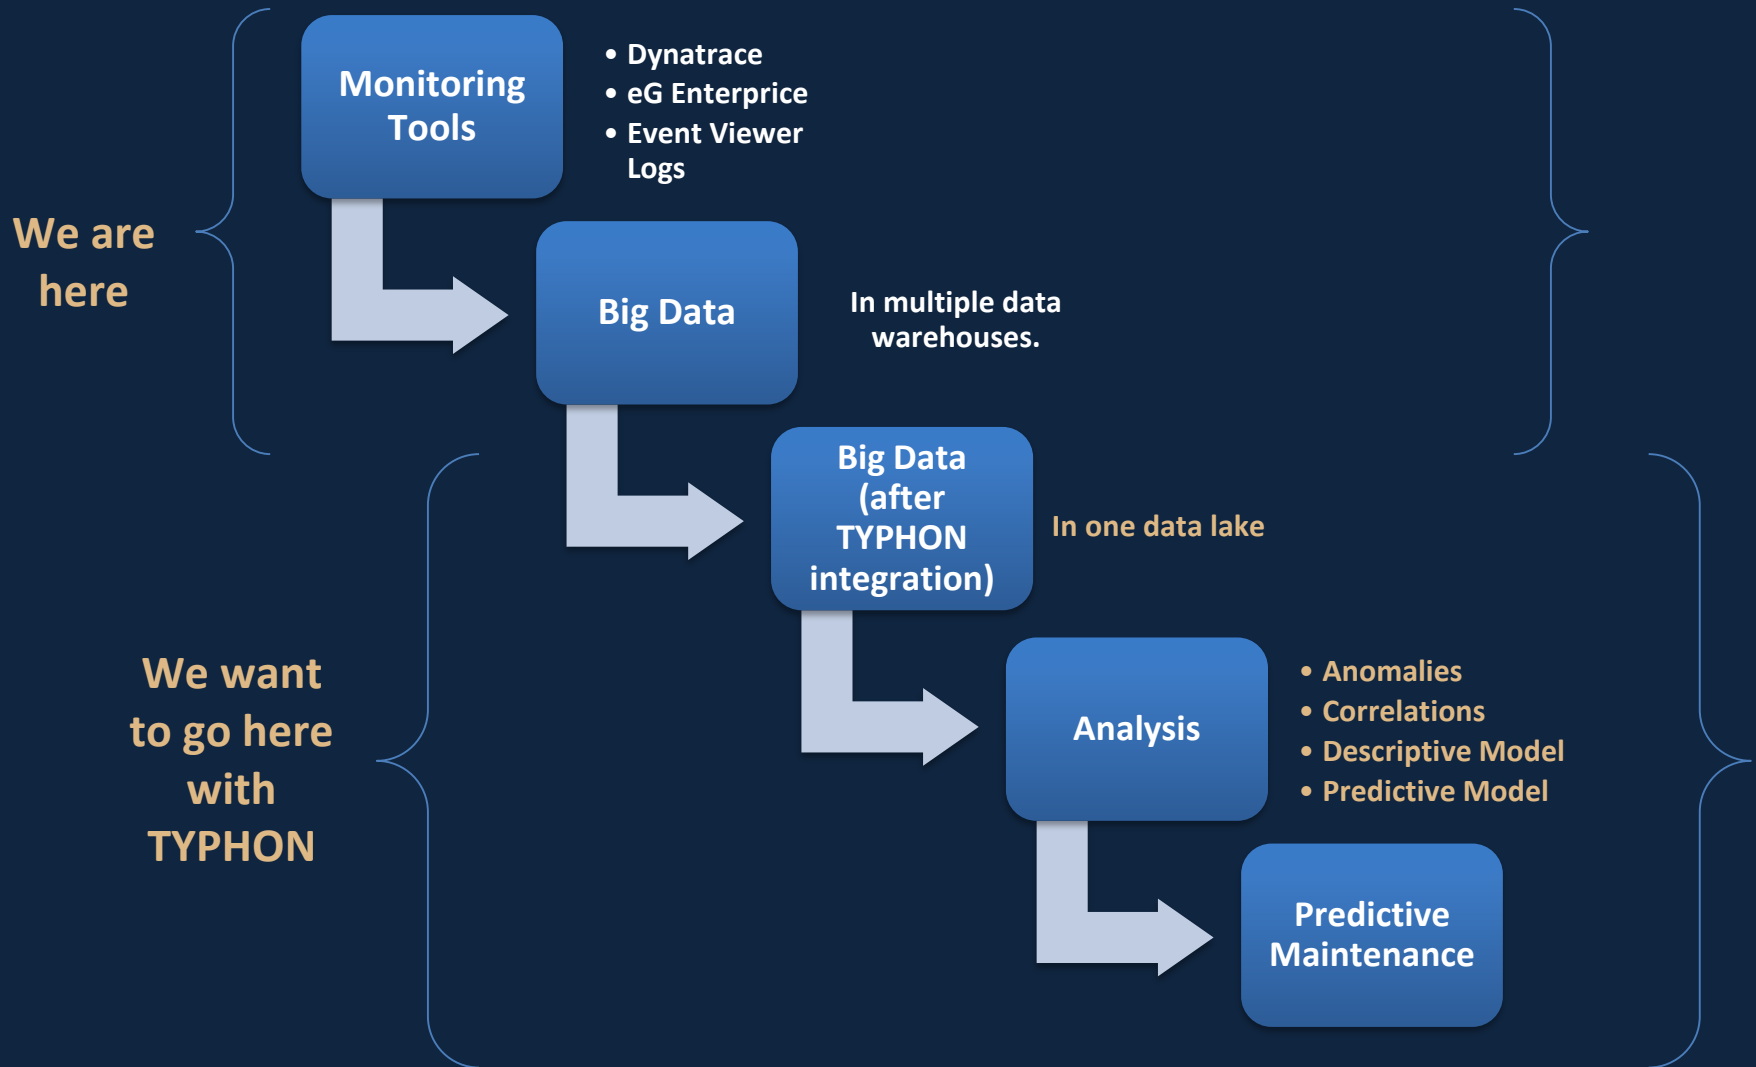 Monitoring
Tools
• Dynatrace
• eG Enterprice
• Event Viewer
Logs
We are
here
Big Data
In multiple data
warehouses.
Big Data
(after
TYPHON
integration)
In one data lake
We want
to go here
with
TYPHON
Analysis
• Anomalies
• Correlations
• Descriptive Model
• Predictive Model
Predictive
Maintenance